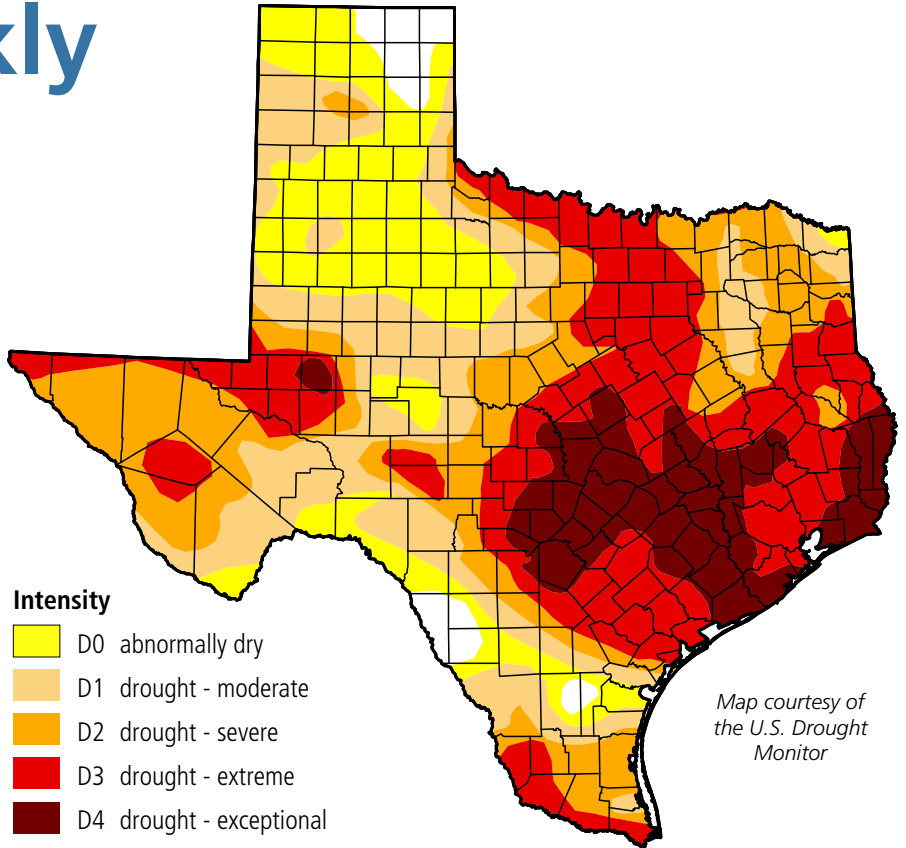 kly
Intensity
D0 abnormally dry
D1 drought - moderate
D2 drought - severe
D3 drought - extreme
D4 drought - exceptional
Map courtesy of
the U.S. Drought
Monitor